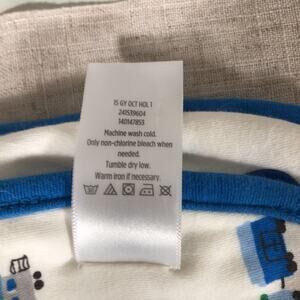 15 GY OCT HOL 1
241539604
140147853
Machine wash cold.
Only non-chlorine bleach when
needed.
Tumble dry low.
Warm iron if necessary.